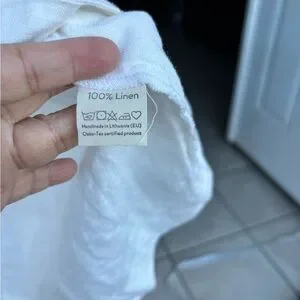 100% Linen
Handmade in Lithuania (EU)
Oeko-Tex certified product